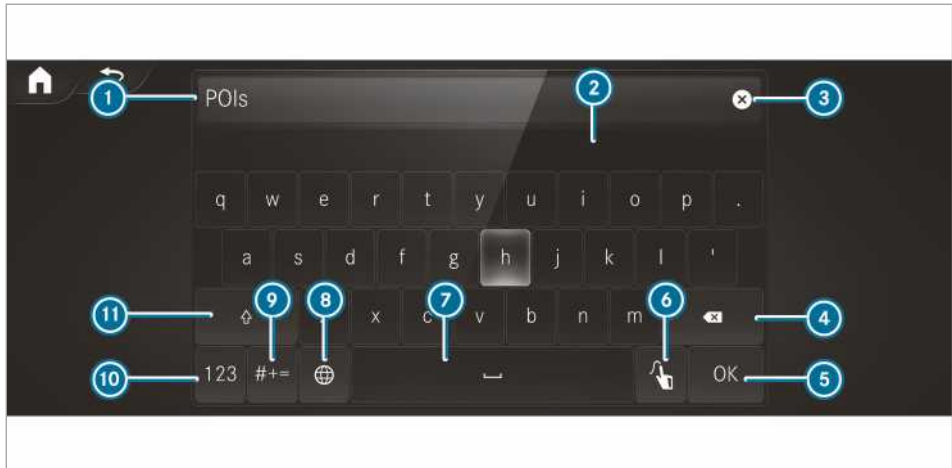 2
1 POIs 3
q w e r t y u i o p .
a s d f g h j k l '
9 8 7 6
11 x c v b n m 4
10 123 #+= OK 5